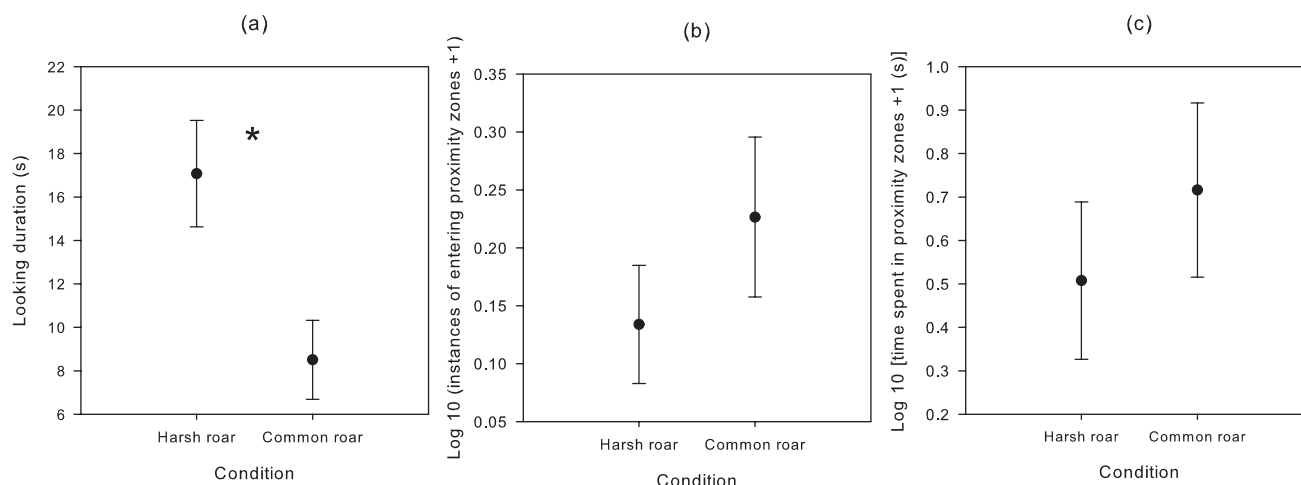 (a)
Looking duration (s)
22
20
18
16
14
12
10
8
6
*
Harsh roar Common roar
Condition
(b)
Log 10 (instances of entering proximity zones +1)
0.35
0.30
0.25
0.20
0.15
0.10
0.05
Harsh roar Common roar
Condition
(c)
Log 10 [time spent in proximity zones +1 (s)]
1.0
0.9
0.8
0.7
0.6
0.5
0.4
0.3
0.2
Harsh roar Common roar
Condition